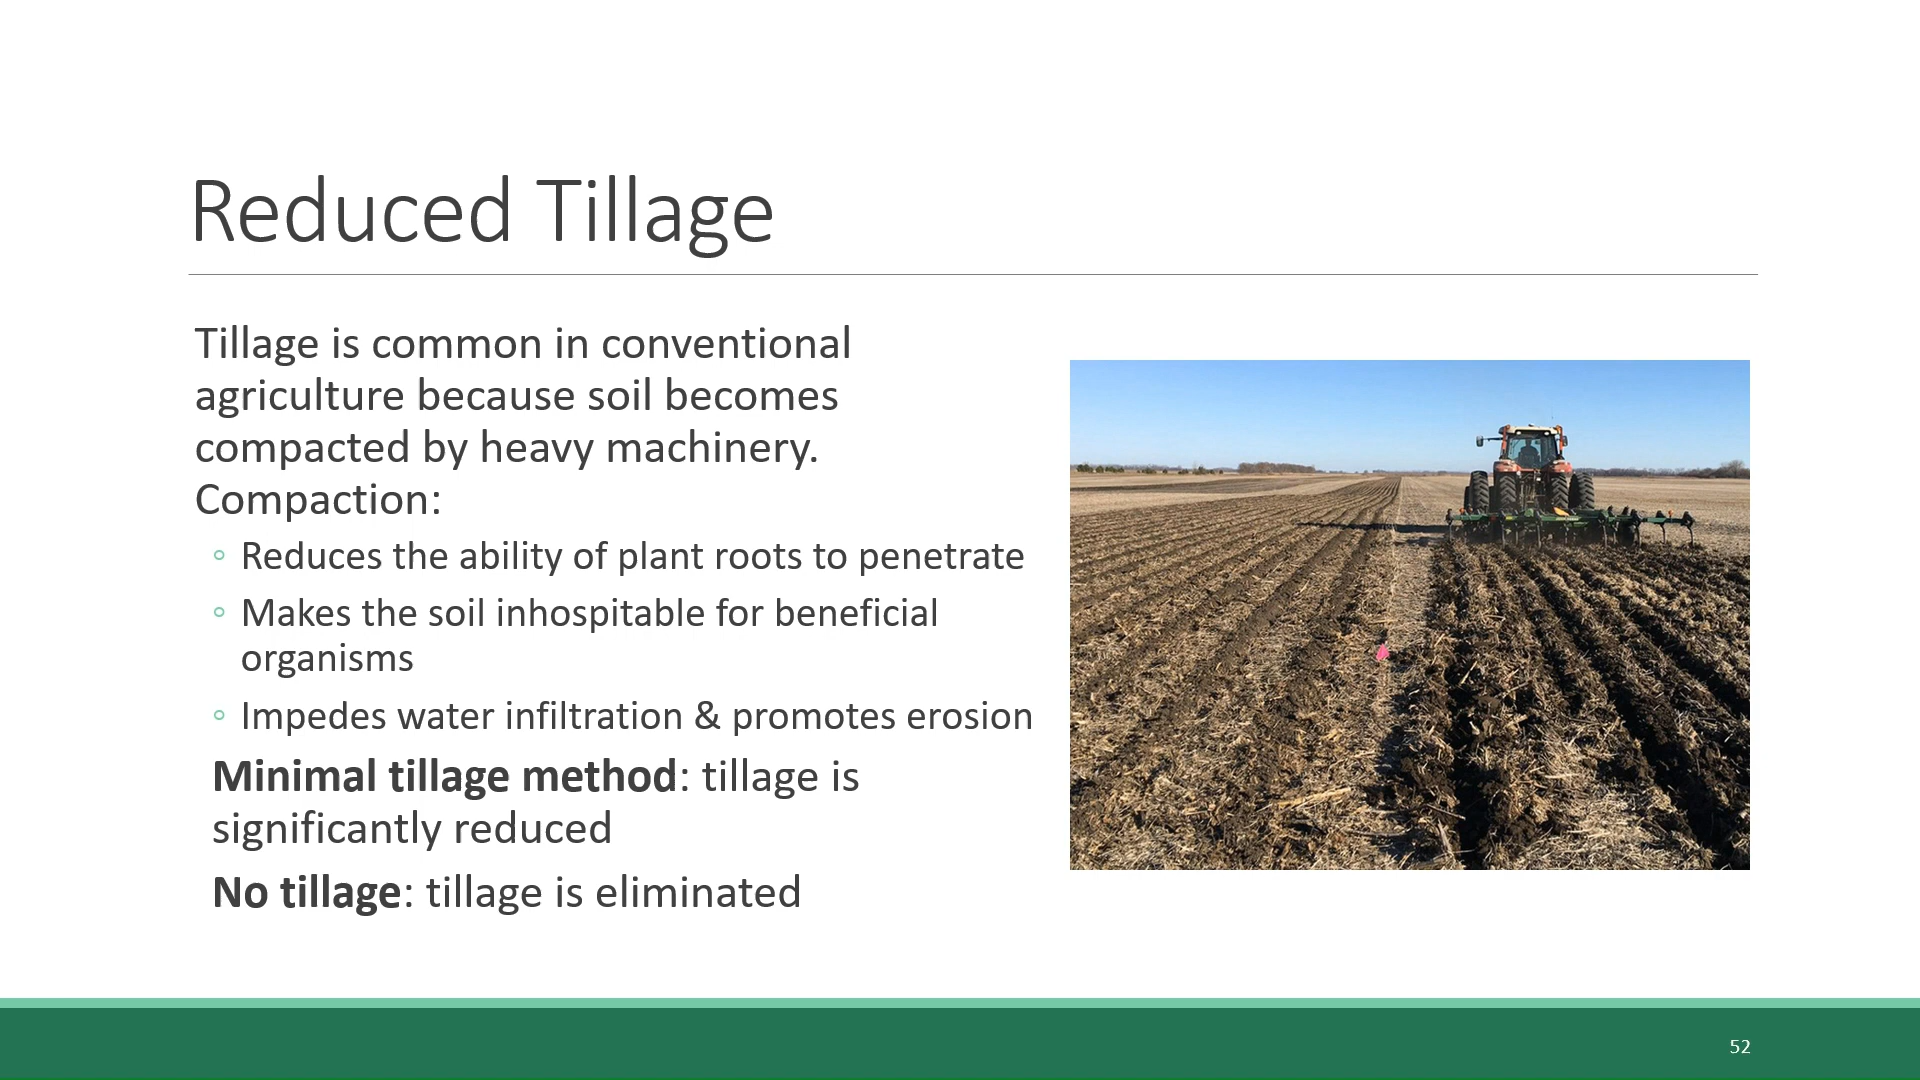 Reduced Tillage
Tillage is common in conventional
agriculture because soil becomes
compacted by heavy machinery.
Compaction:
◦ Reduces the ability of plant roots to penetrate
◦ Makes the soil inhospitable for beneficial
organisms
◦ Impedes water infiltration & promotes erosion
Minimal tillage method: tillage is
significantly reduced
No tillage: tillage is eliminated
52